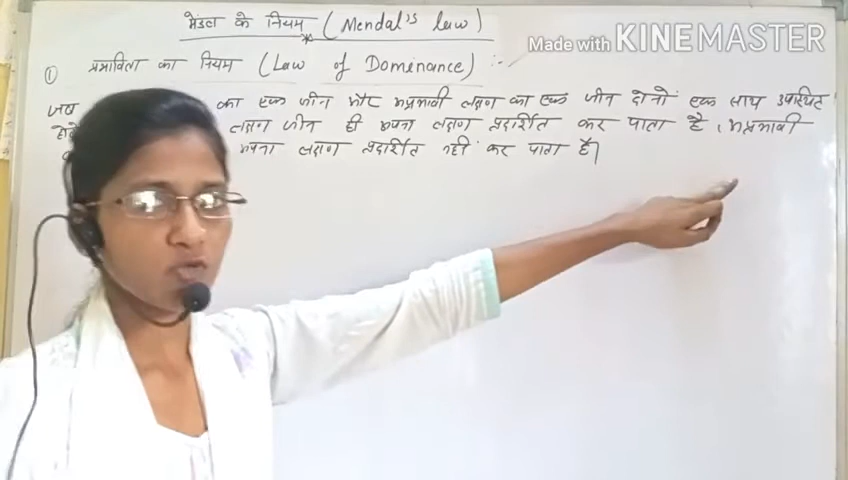 मेंडल के नियम (Mendal's law)
Made with KINEMASTER
① प्रभाविता का नियम (Law of Dominance) :-
जब का एक जीन और अप्रभावी लक्षण का एक जीन दोनों एक साथ उपस्थित
होते लक्षण जीन ही अपना लक्षण प्रदर्शित कर पाता है, अप्रभावी
अपना लक्षण प्रदर्शित नहीं कर पाता है।